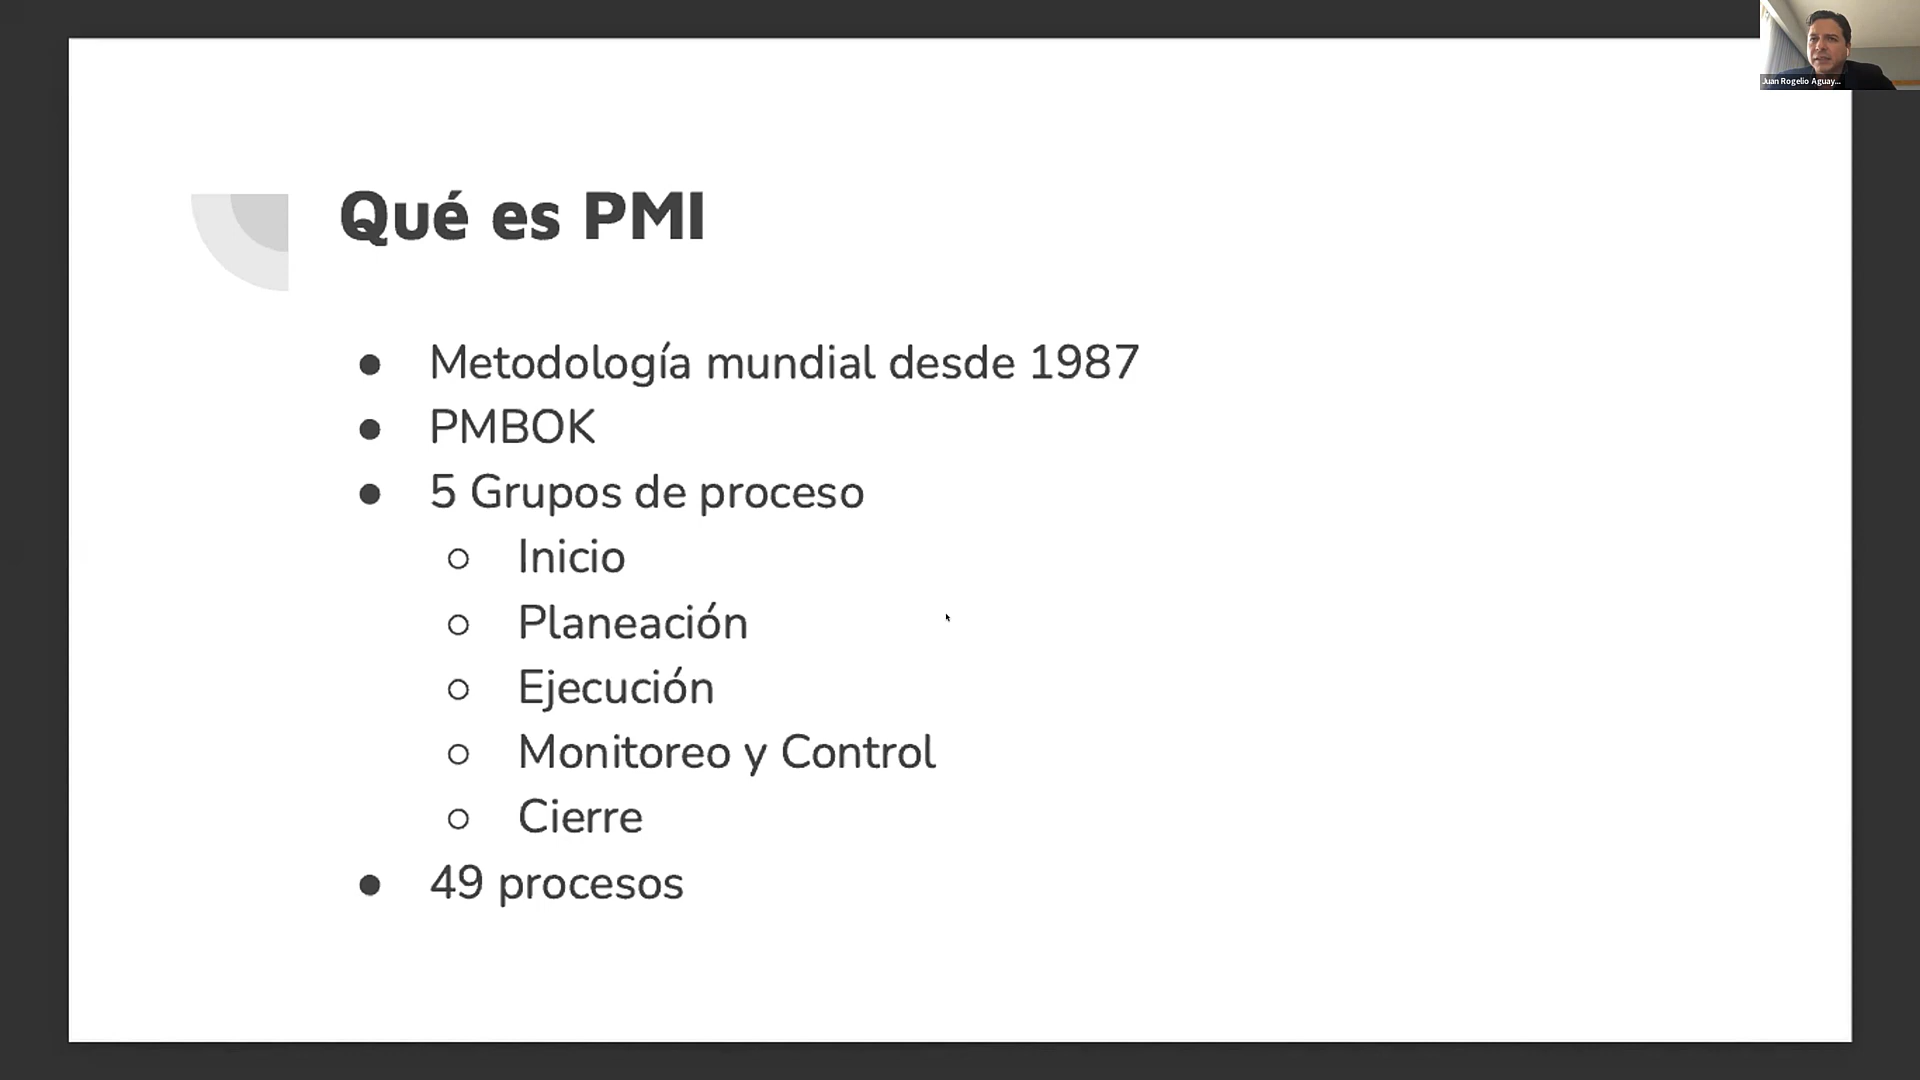 Juan Rogelio Aguay...
Qué es PMI
● Metodología mundial desde 1987
● PMBOK
● 5 Grupos de proceso
○ Inicio
○ Planeación
○ Ejecución
○ Monitoreo y Control
○ Cierre
● 49 procesos